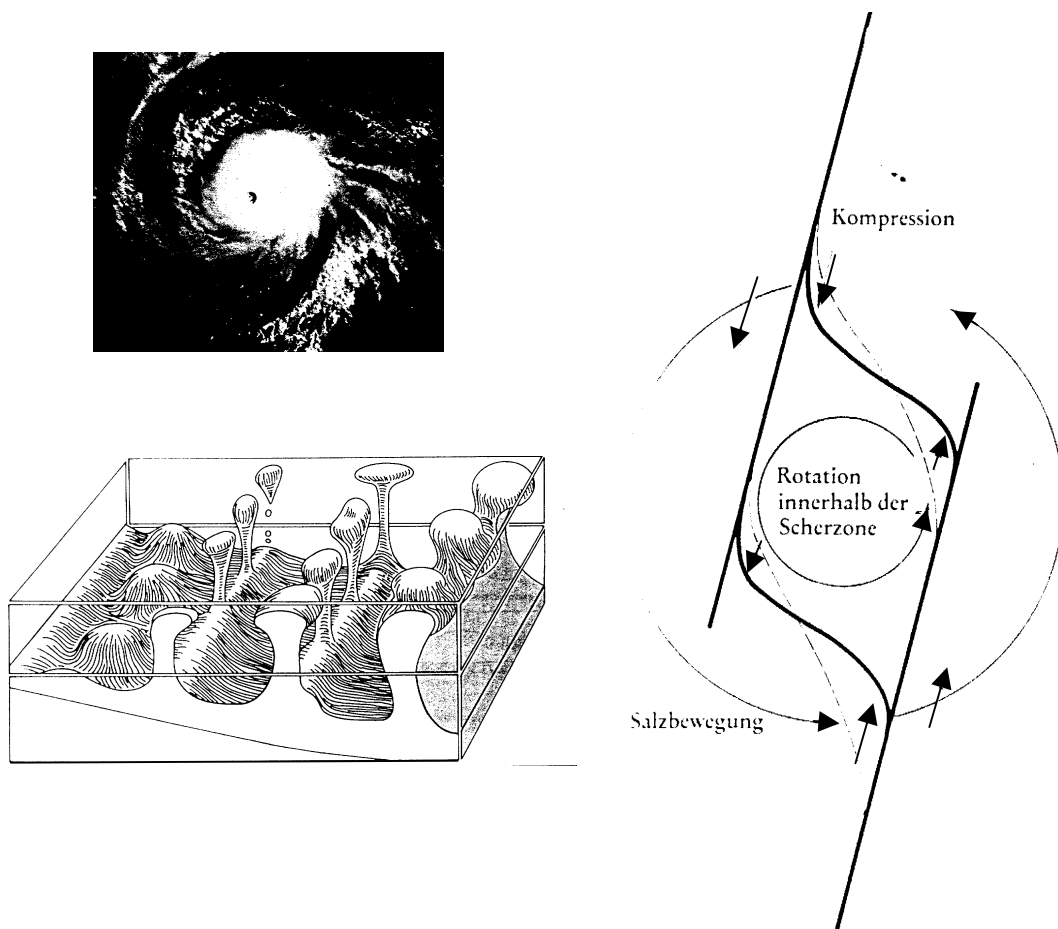 Kompression
Rotation
innerhalb der
Scherzone
Salzbewegung